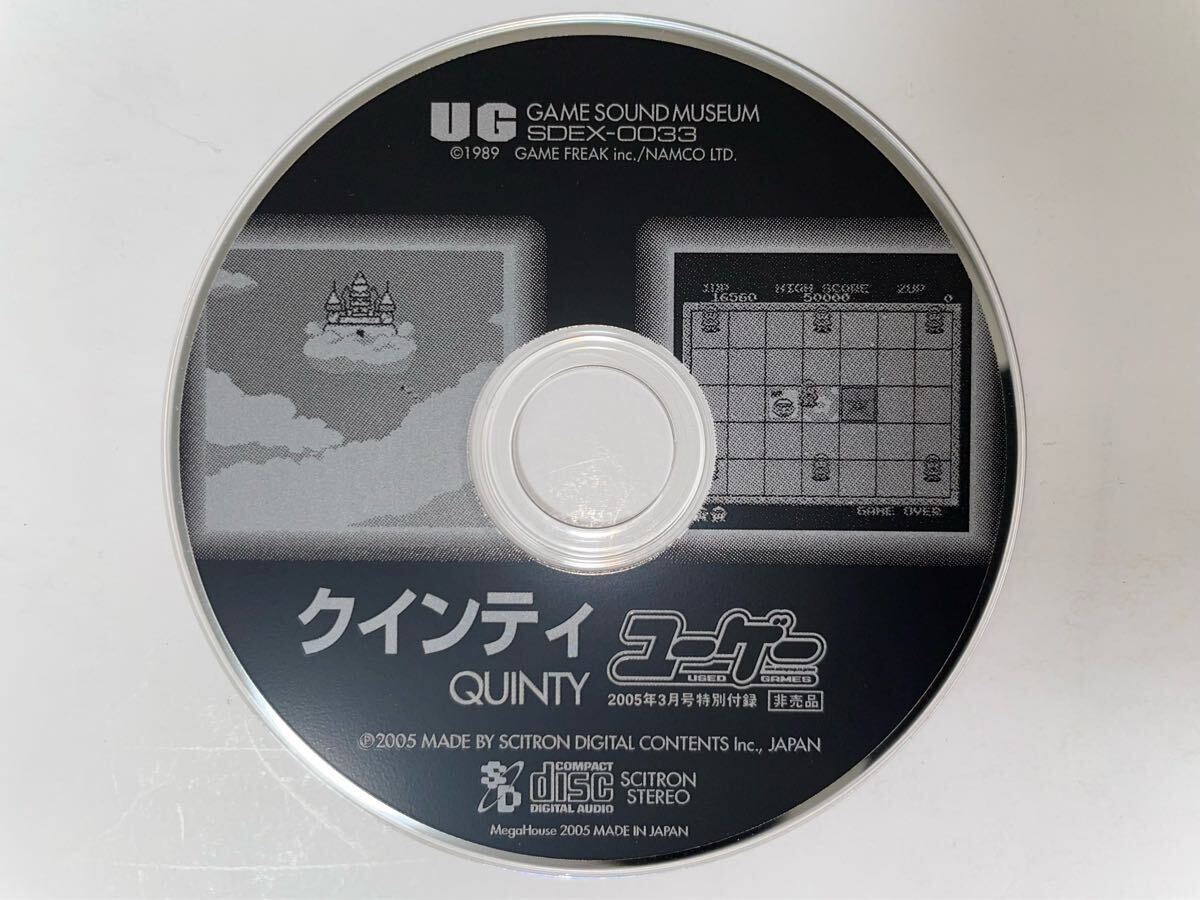 UG GAME SOUND MUSEUM
SDEX-0033
©1989 GAME FREAK inc./NAMCO LTD.
1UP HIGH SCORE 2UP
16560 50000 0
GAME OVER
クインティ
QUINTY
ユーゲー
USED GAMES
2005年3月号特別付録 非売品
℗2005 MADE BY SCITRON DIGITAL CONTENTS Inc., JAPAN
SD COMPACT disc DIGITAL AUDIO
SCITRON
STEREO
MegaHouse 2005 MADE IN JAPAN